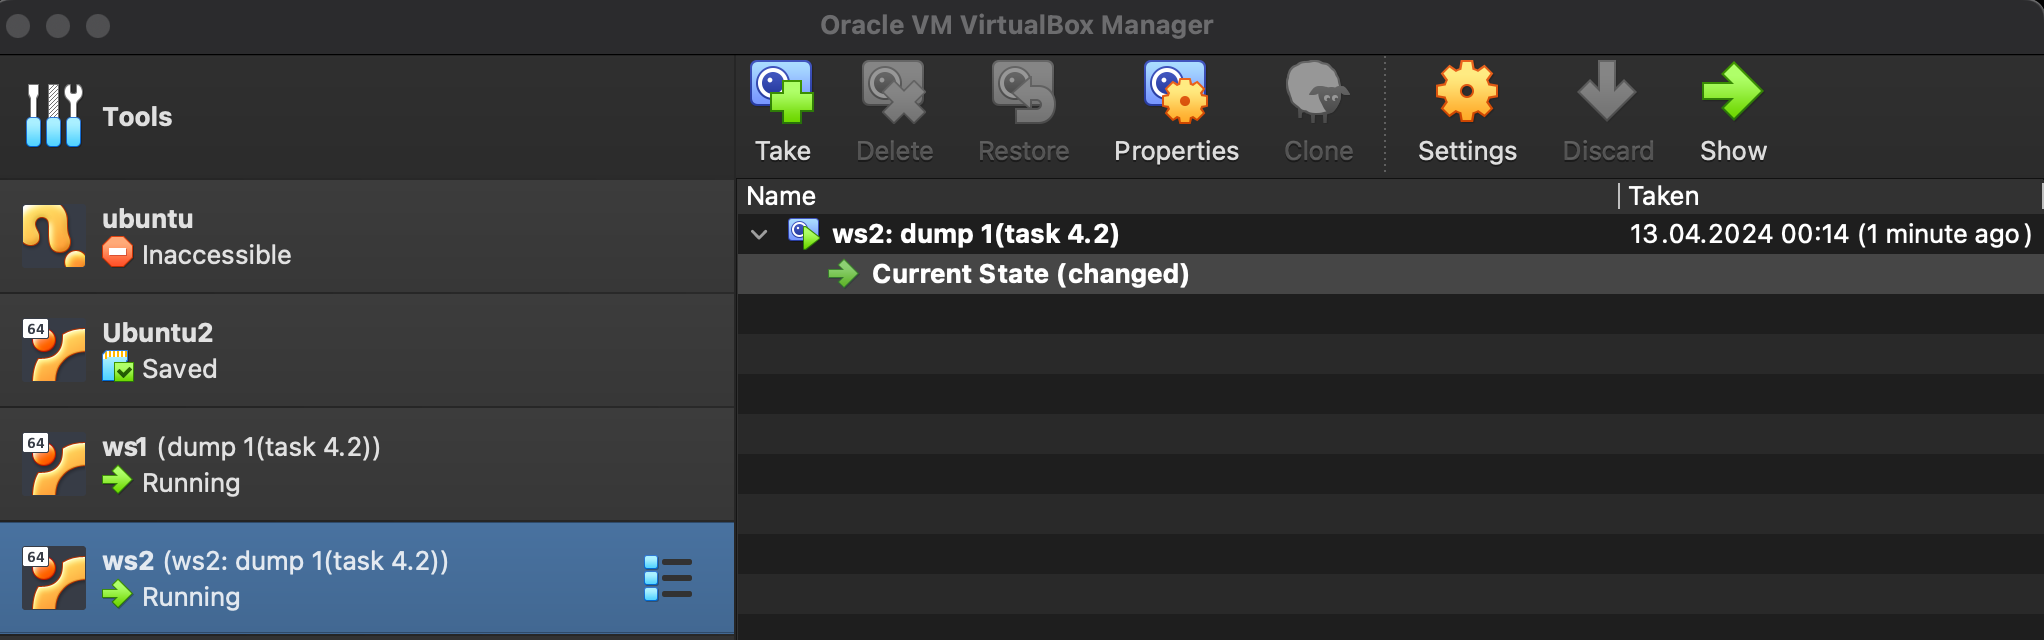 Oracle VM VirtualBox Manager
Tools
Take Delete Restore Properties Clone Settings Discard Show
Name Taken
ubuntu
Inaccessible
ws2: dump 1(task 4.2) 13.04.2024 00:14 (1 minute ago)
Current State (changed)
64
Ubuntu2
Saved
64
ws1 (dump 1(task 4.2))
Running
64
ws2 (ws2: dump 1(task 4.2))
Running